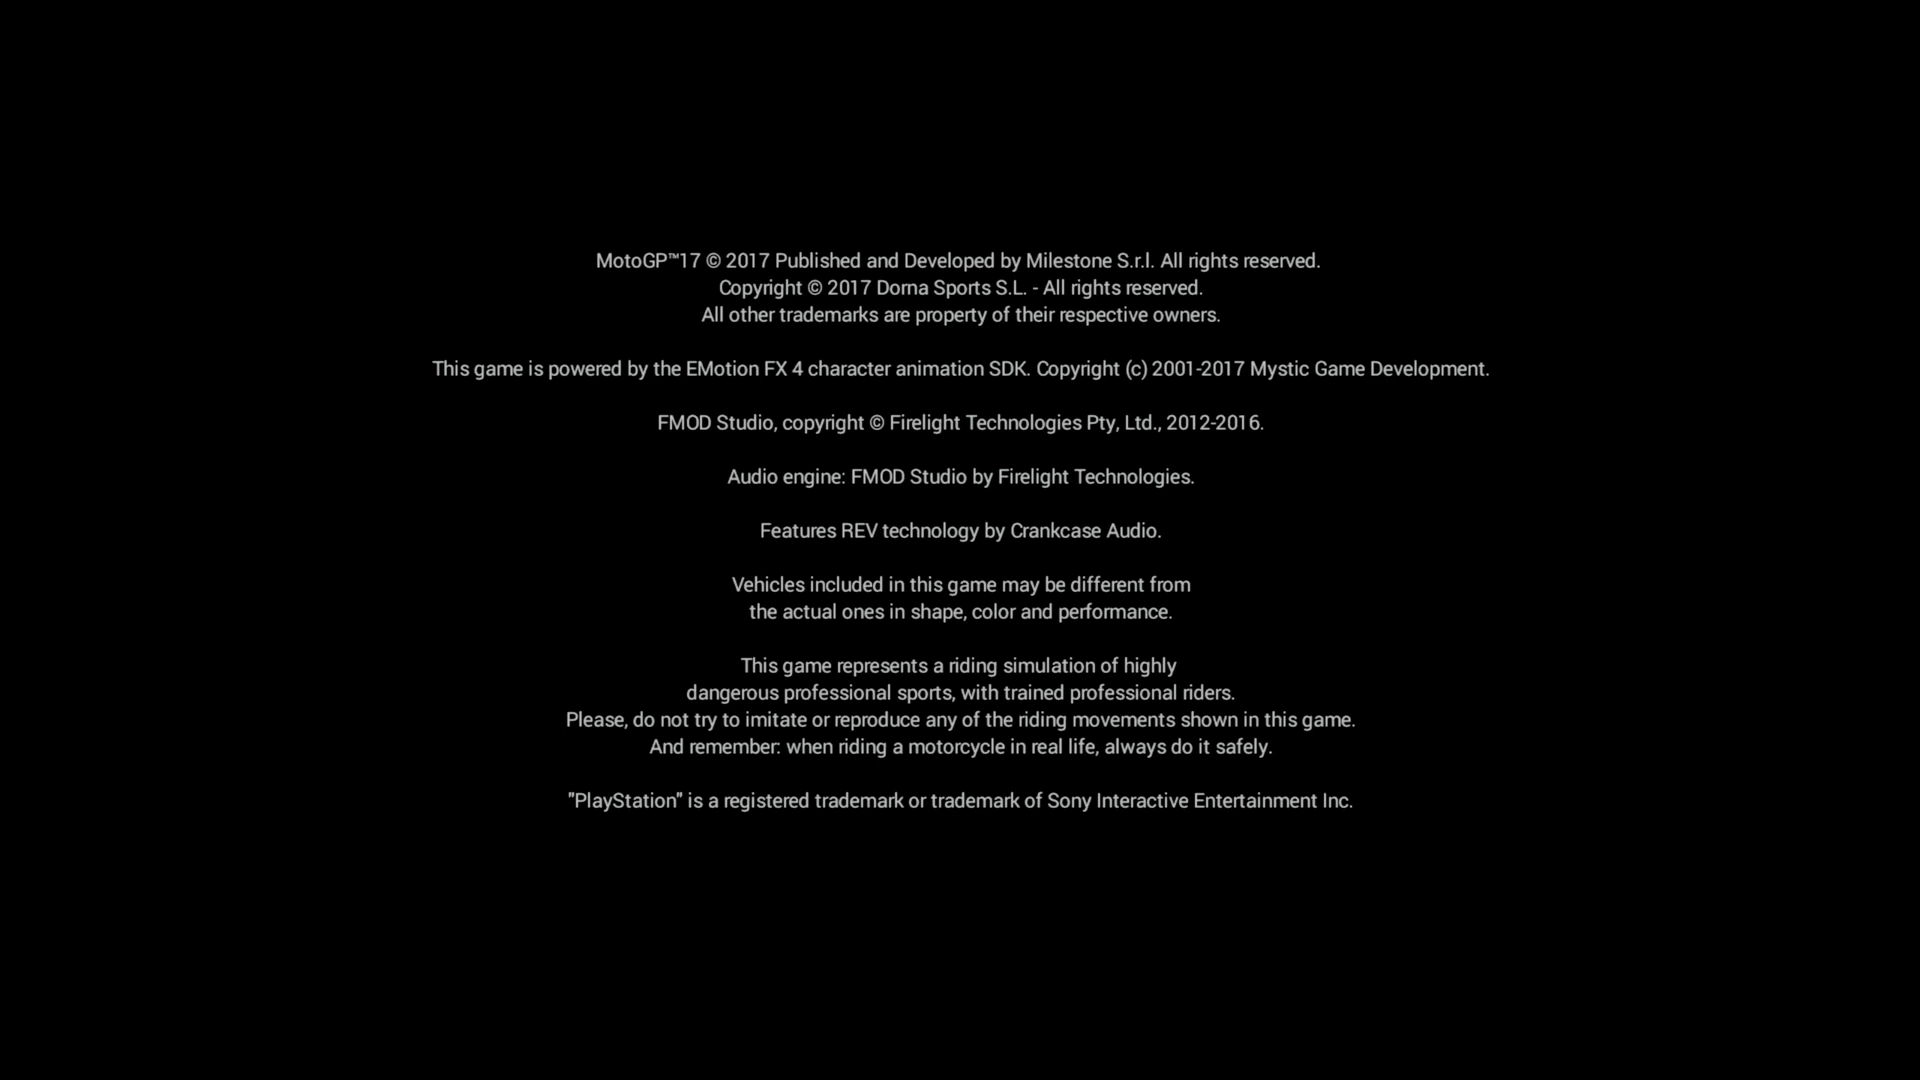 MotoGP™17 © 2017 Published and Developed by Milestone S.r.l. All rights reserved.
Copyright © 2017 Dorna Sports S.L. - All rights reserved.
All other trademarks are property of their respective owners.
This game is powered by the EMotion FX 4 character animation SDK. Copyright (c) 2001-2017 Mystic Game Development.
FMOD Studio, copyright © Firelight Technologies Pty, Ltd., 2012-2016.
Audio engine: FMOD Studio by Firelight Technologies.
Features REV technology by Crankcase Audio.
Vehicles included in this game may be different from
the actual ones in shape, color and performance.
This game represents a riding simulation of highly
dangerous professional sports, with trained professional riders.
Please, do not try to imitate or reproduce any of the riding movements shown in this game.
And remember: when riding a motorcycle in real life, always do it safely.
"PlayStation" is a registered trademark or trademark of Sony Interactive Entertainment Inc.